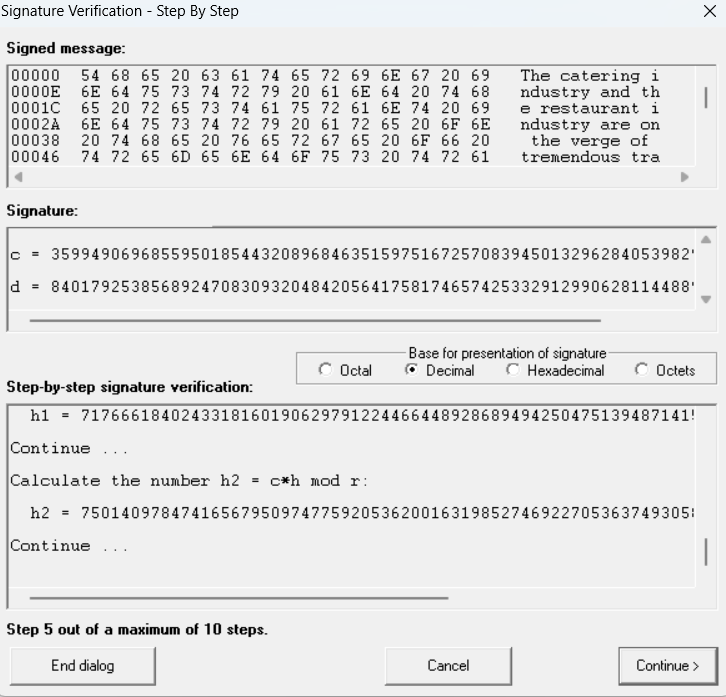 Signature Verification - Step By Step
Signed message:
00000 54 68 65 20 63 61 74 65 72 69 6E 67 20 69 The catering i
0000E 6E 64 75 73 74 72 79 20 61 6E 64 20 74 68 ndustry and th
0001C 65 20 72 65 73 74 61 75 72 61 6E 74 20 69 e restaurant i
0002A 6E 64 75 73 74 72 79 20 61 72 65 20 6F 6E ndustry are on
00038 20 74 68 65 20 76 65 72 67 65 20 6F 66 20 the verge of
00046 74 72 65 6D 65 6E 64 6F 75 73 20 74 72 61 tremendous tra
Signature:
c = 3599490696855950185443208968463515975167257083945013296284053982
d = 8401792538568924708309320484205641758174657425332912990628114488
Base for presentation of signature
Octal Decimal Hexadecimal Octets
Step-by-step signature verification:
h1 = 7176661840243318160190629791224466448928689494250475139487141
Continue ...
Calculate the number h2 = c*h mod r:
h2 = 7501409784741656795097477592053620016319852746922705363749305
Continue ...
Step 5 out of a maximum of 10 steps.
End dialog Cancel Continue >